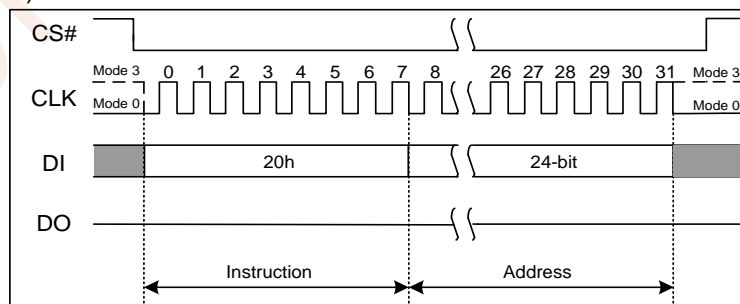 )
CS#
Mode 3 0 1 2 3 4 5 6 7 8 26 27 28 29 30 31 Mode 3
CLK
Mode 0 Mode 0
DI 20h 24-bit
DO
Instruction Address